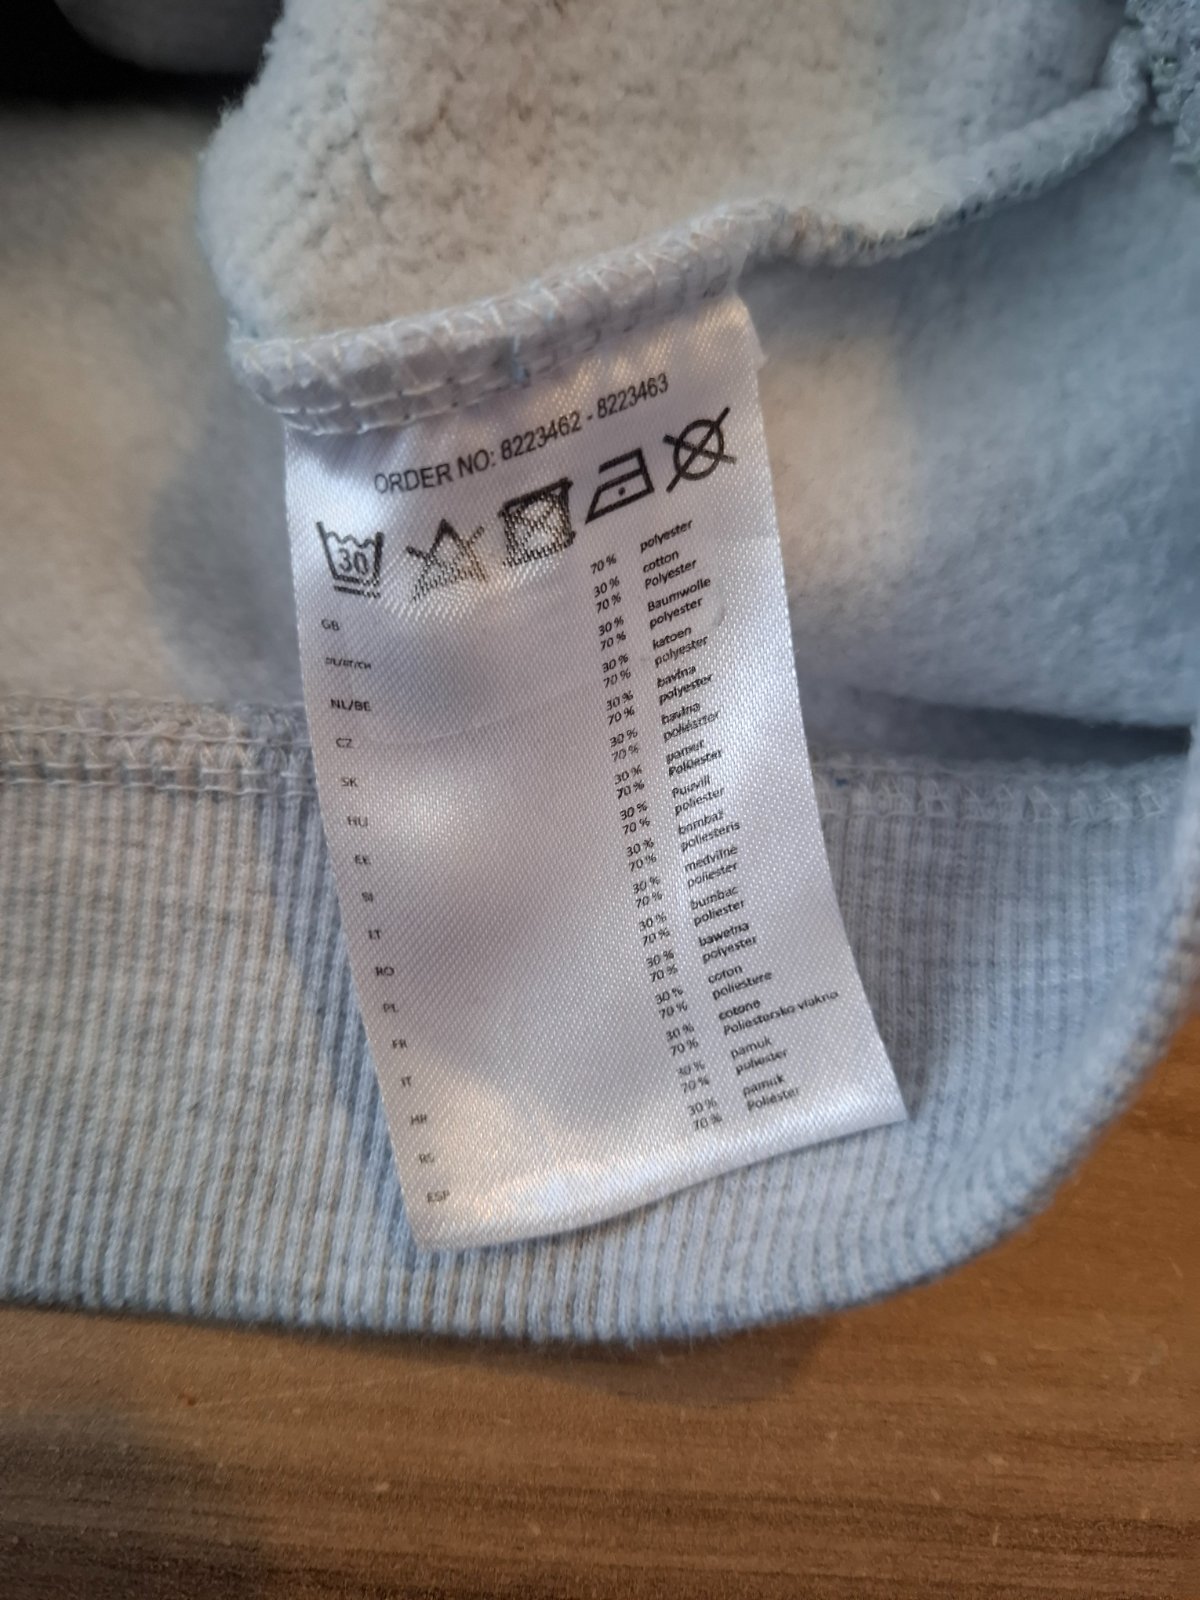 ORDER NO: 8223462 - 8223463
30
GB 70 % polyester
30 % cotton
DE/AT/CH 70 % Polyester
30 % Baumwolle
NL/BE 70 % polyester
30 % katoen
CZ 70 % polyester
30 % bavlna
SK 70 % polyester
30 % bavlna
HU 70 % poliészter
30 % pamut
EE 70 % Polüester
30 % Puuvill
SI 70 % poliester
30 % bombaž
LT 70 % poliesteris
30 % medvilnė
RO 70 % poliester
30 % bumbac
PL 70 % poliester
30 % bawełna
FR 70 % polyester
30 % coton
IT 70 % poliestere
30 % cotone
HR 70 % Poliestersko vlakno
30 % pamuk
RS 70 % poliester
30 % pamuk
ESP 70 % Poliéster